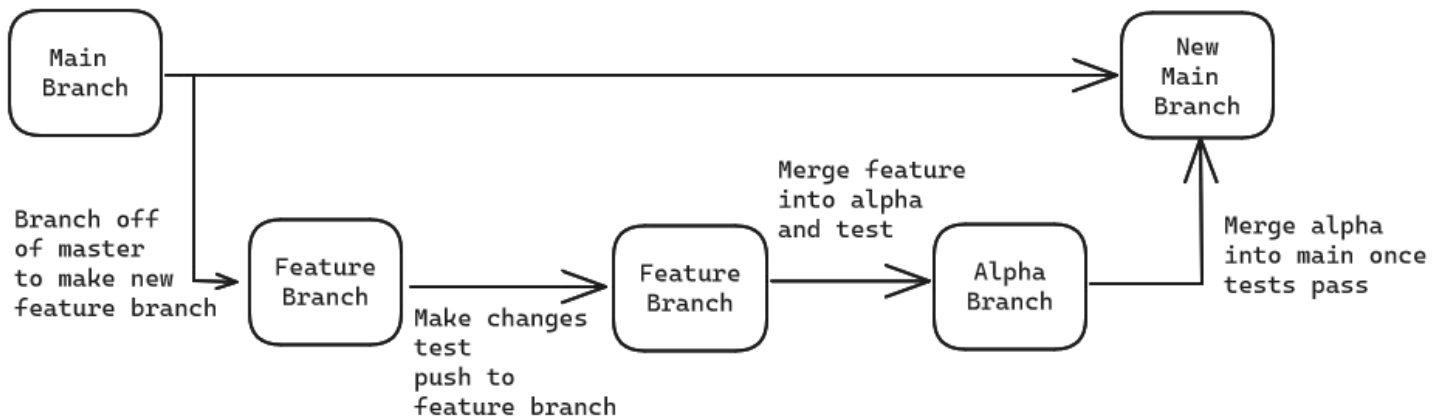 Main
Branch
New
Main
Branch
Branch off
of master
to make new
feature branch
Feature
Branch
Make changes
test
push to
feature branch
Feature
Branch
Merge feature
into alpha
and test
Alpha
Branch
Merge alpha
into main once
tests pass